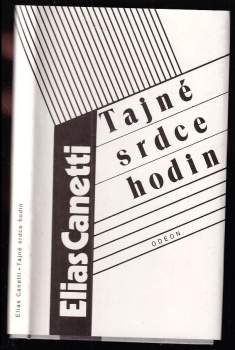 Elias Canetti • Tajné srdce hodin
Elias Canetti
Tajné
srdce
hodin
ODEON